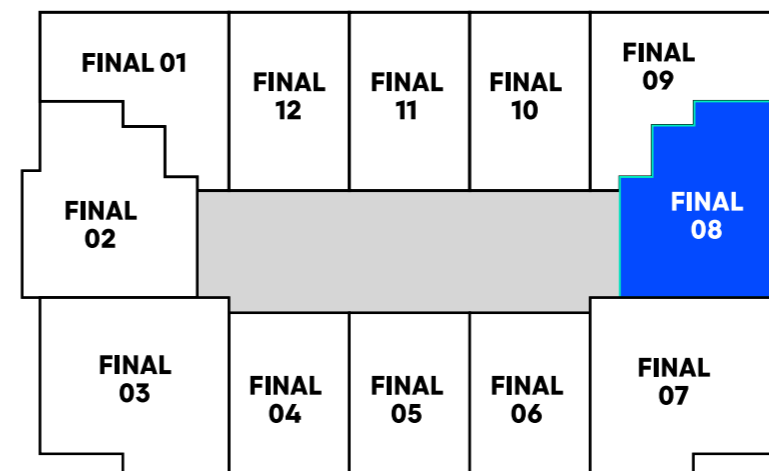 FINAL 01
FINAL
12
FINAL
11
FINAL
10
FINAL
09
FINAL
02
FINAL
08
FINAL
03
FINAL
04
FINAL
05
FINAL
06
FINAL
07